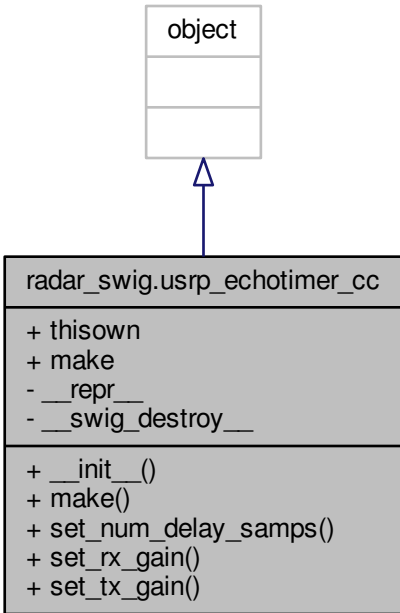 object
radar_swig.usrp_echotimer_cc
+ thisown
+ make
- __repr__
- __swig_destroy__
+ __init__()
+ make()
+ set_num_delay_samps()
+ set_rx_gain()
+ set_tx_gain()